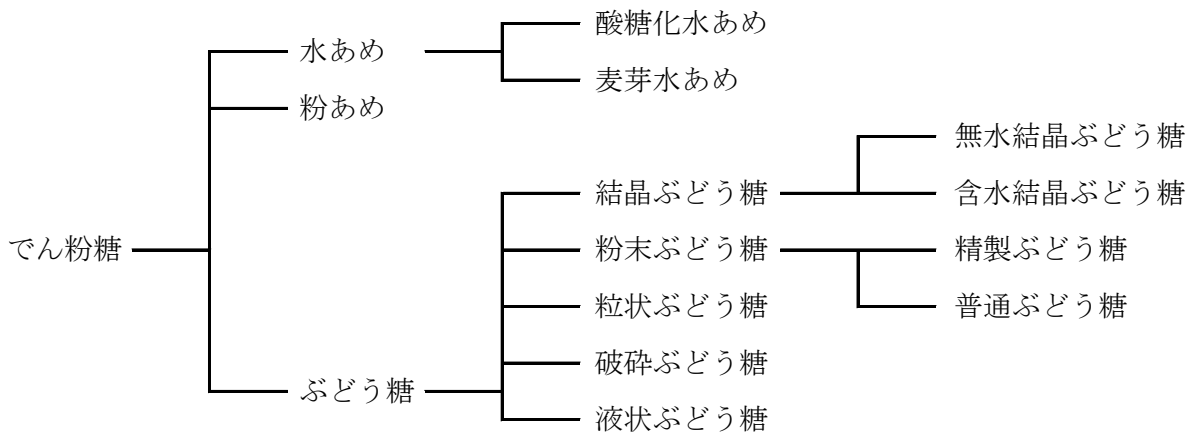 酸糖化水あめ
水あめ
麦芽水あめ
粉あめ
無水結晶ぶどう糖
結晶ぶどう糖
含水結晶ぶどう糖
でん粉糖
粉末ぶどう糖
精製ぶどう糖
粒状ぶどう糖
普通ぶどう糖
破砕ぶどう糖
ぶどう糖
液状ぶどう糖